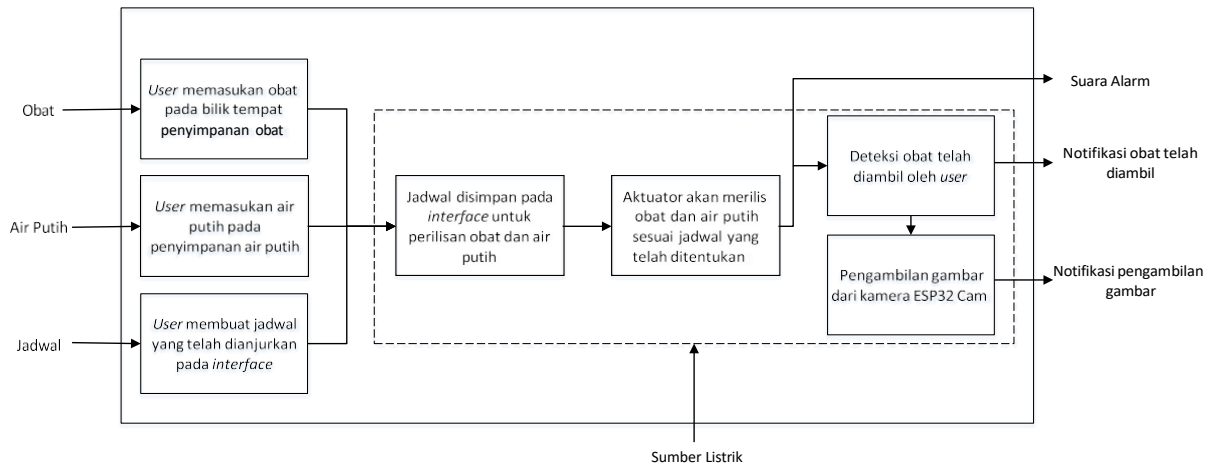 Obat
User memasukan obat
pada bilik tempat
penyimpanan obat
Air Putih
User memasukan air
putih pada
penyimpanan air putih
Jadwal
User membuat jadwal
yang telah dianjurkan
pada interface
Jadwal disimpan pada
interface untuk
perilisan obat dan air
putih
Aktuator akan merilis
obat dan air putih
sesuai jadwal yang
telah ditentukan
Deteksi obat telah
diambil oleh user
Pengambilan gambar
dari kamera ESP32 Cam
Suara Alarm
Notifikasi obat telah
diambil
Notifikasi pengambilan
gambar
Sumber Listrik